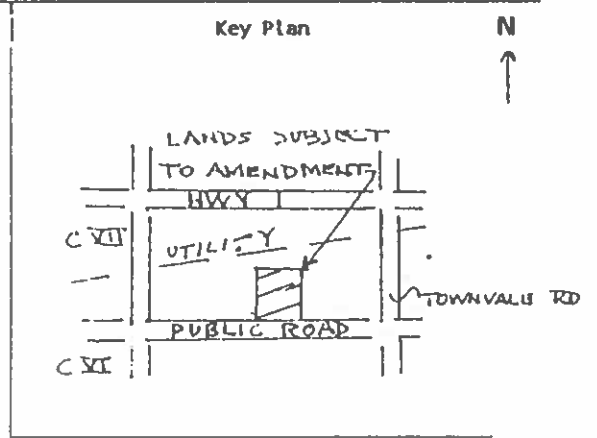 Key Plan
N
LANDS SUBJECT
TO AMENDMENT
HWY
C VII
UTILITY
TOWNVALE RD
PUBLIC ROAD
C VI